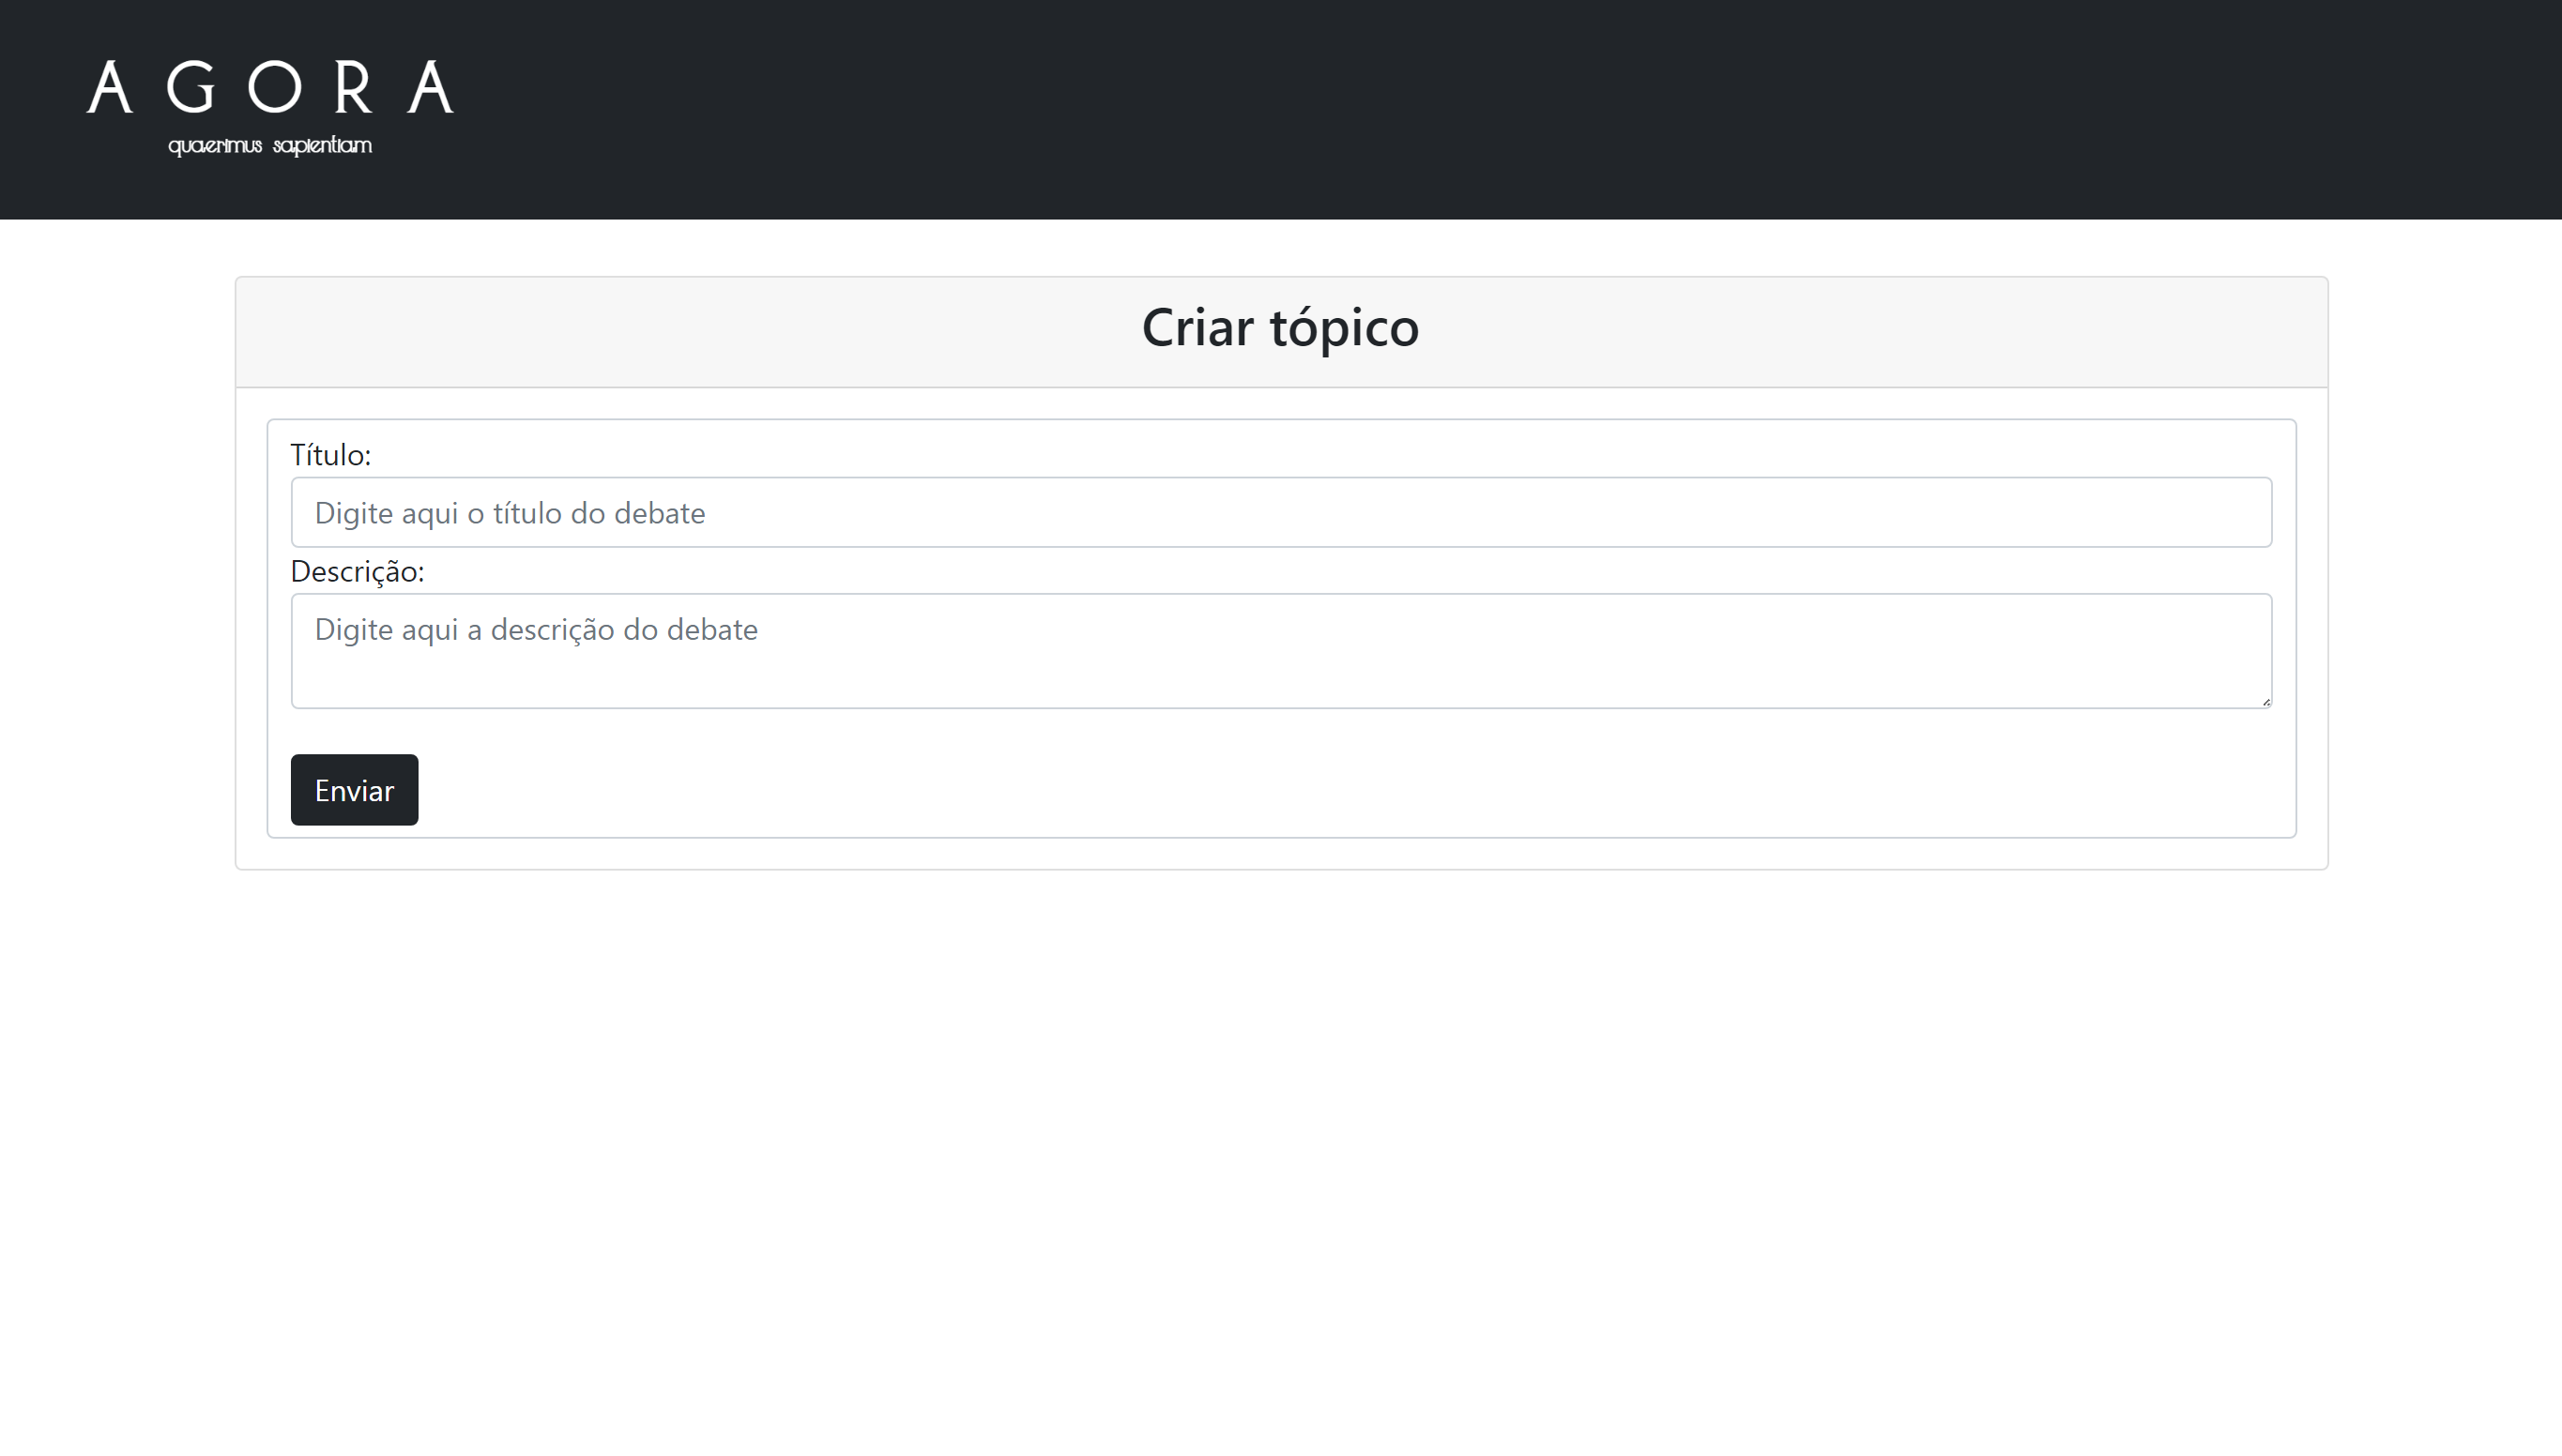 AGORA
quaerimus sapientiam
Criar tópico
Título:
Digite aqui o título do debate
Descrição:
Digite aqui a descrição do debate
Enviar